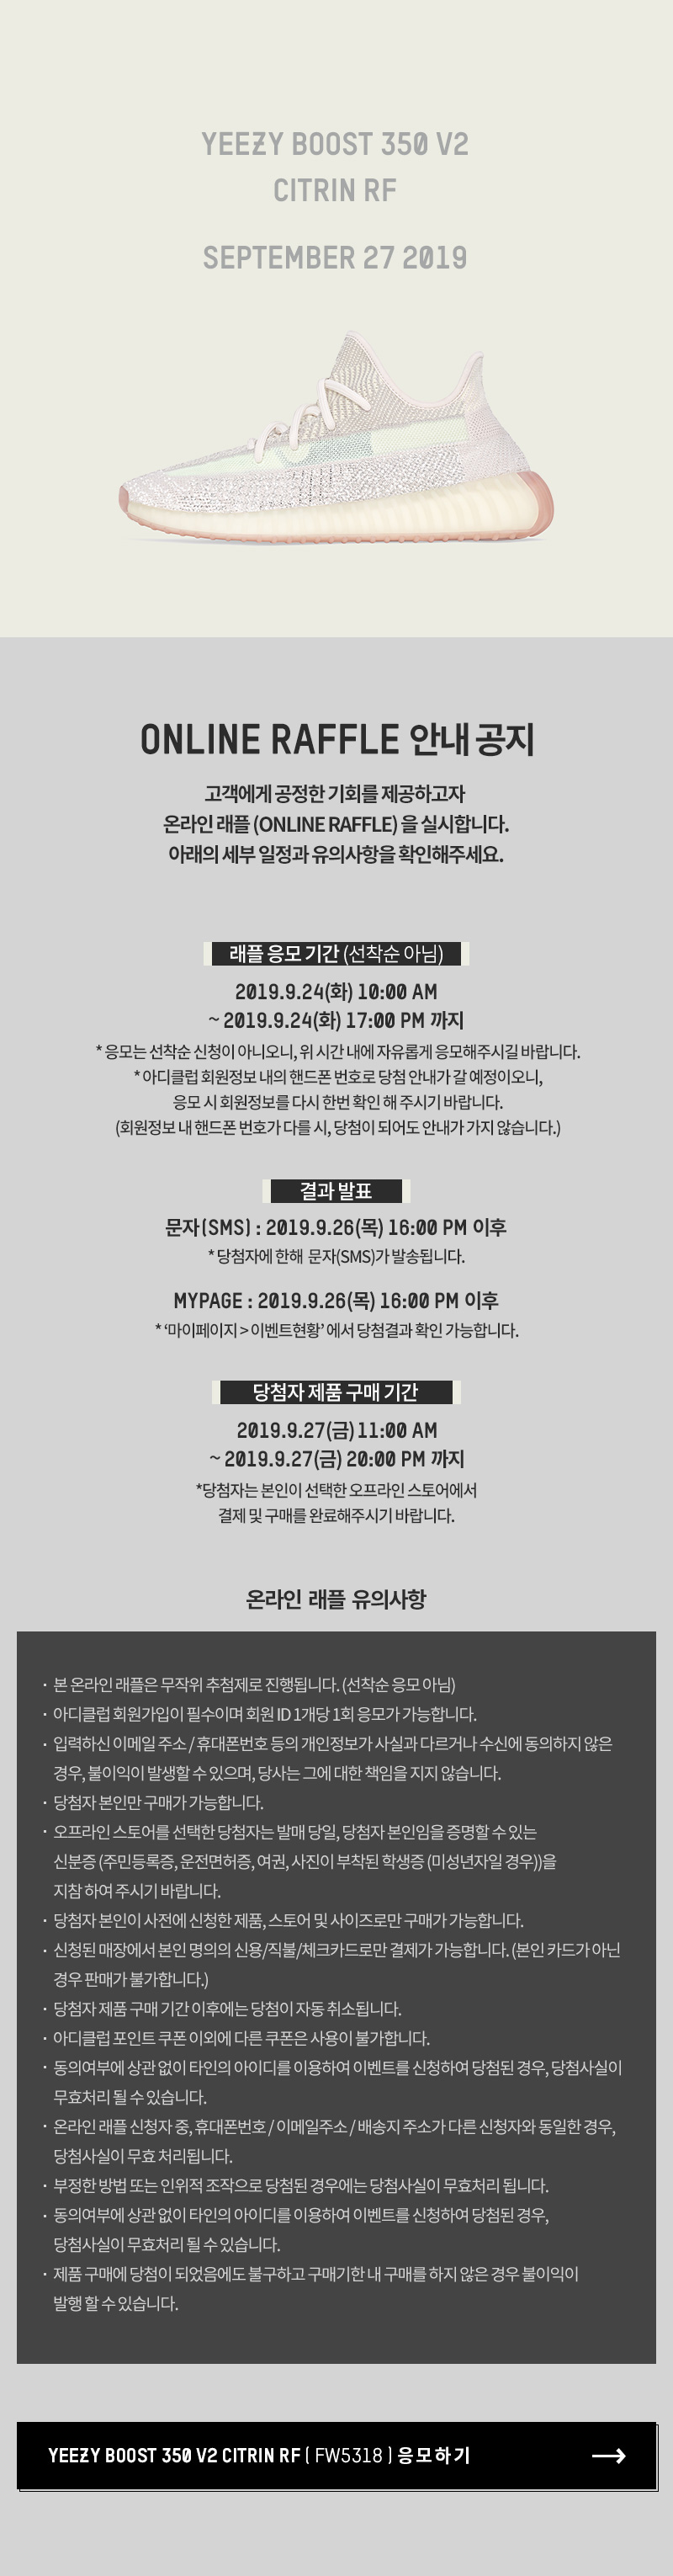 YEEZY BOOST 350 V2
CITRIN RF
SEPTEMBER 27 2019
ONLINE RAFFLE 안내 공지
고객에게 공정한 기회를 제공하고자
온라인 래플 (ONLINE RAFFLE) 을 실시합니다.
아래의 세부 일정과 유의사항을 확인해주세요.
래플 응모 기간 (선착순 아님)
2019.9.24(화) 10:00 AM
~ 2019.9.24(화) 17:00 PM 까지
* 응모는 선착순 신청이 아니오니, 위 시간 내에 자유롭게 응모해주시길 바랍니다.
* 아디클럽 회원정보 내의 핸드폰 번호로 당첨 안내가 갈 예정이오니,
응모 시 회원정보를 다시 한번 확인 해 주시기 바랍니다.
(회원정보 내 핸드폰 번호가 다를 시, 당첨이 되어도 안내가 가지 않습니다.)
결과 발표
문자(SMS) : 2019.9.26(목) 16:00 PM 이후
* 당첨자에 한해 문자(SMS)가 발송됩니다.
MYPAGE : 2019.9.26(목) 16:00 PM 이후
* ‘마이페이지 > 이벤트현황’ 에서 당첨결과 확인 가능합니다.
당첨자 제품 구매 기간
2019.9.27(금) 11:00 AM
~ 2019.9.27(금) 20:00 PM 까지
*당첨자는 본인이 선택한 오프라인 스토어에서
결제 및 구매를 완료해주시기 바랍니다.
온라인 래플 유의사항
· 본 온라인 래플은 무작위 추첨제로 진행됩니다. (선착순 응모 아님)
· 아디클럽 회원가입이 필수이며 회원 ID 1개당 1회 응모가 가능합니다.
· 입력하신 이메일 주소 / 휴대폰번호 등의 개인정보가 사실과 다르거나 수신에 동의하지 않은
경우, 불이익이 발생할 수 있으며, 당사는 그에 대한 책임을 지지 않습니다.
· 당첨자 본인만 구매가 가능합니다.
· 오프라인 스토어를 선택한 당첨자는 발매 당일, 당첨자 본인임을 증명할 수 있는
신분증 (주민등록증, 운전면허증, 여권, 사진이 부착된 학생증 (미성년자일 경우))을
지참 하여 주시기 바랍니다.
· 당첨자 본인이 사전에 신청한 제품, 스토어 및 사이즈로만 구매가 가능합니다.
· 신청된 매장에서 본인 명의의 신용/직불/체크카드로만 결제가 가능합니다. (본인 카드가 아닌
경우 판매가 불가합니다.)
· 당첨자 제품 구매 기간 이후에는 당첨이 자동 취소됩니다.
· 아디클럽 포인트 쿠폰 이외에 다른 쿠폰은 사용이 불가합니다.
· 동의여부에 상관 없이 타인의 아이디를 이용하여 이벤트를 신청하여 당첨된 경우, 당첨사실이
무효처리 될 수 있습니다.
· 온라인 래플 신청자 중, 휴대폰번호 / 이메일주소 / 배송지 주소가 다른 신청자와 동일한 경우,
당첨사실이 무효 처리됩니다.
· 부정한 방법 또는 인위적 조작으로 당첨된 경우에는 당첨사실이 무효처리 됩니다.
· 동의여부에 상관 없이 타인의 아이디를 이용하여 이벤트를 신청하여 당첨된 경우,
당첨사실이 무효처리 될 수 있습니다.
· 제품 구매에 당첨이 되었음에도 불구하고 구매기한 내 구매를 하지 않은 경우 불이익이
발행 할 수 있습니다.
YEEZY BOOST 350 V2 CITRIN RF ( FW5318 ) 응모하기